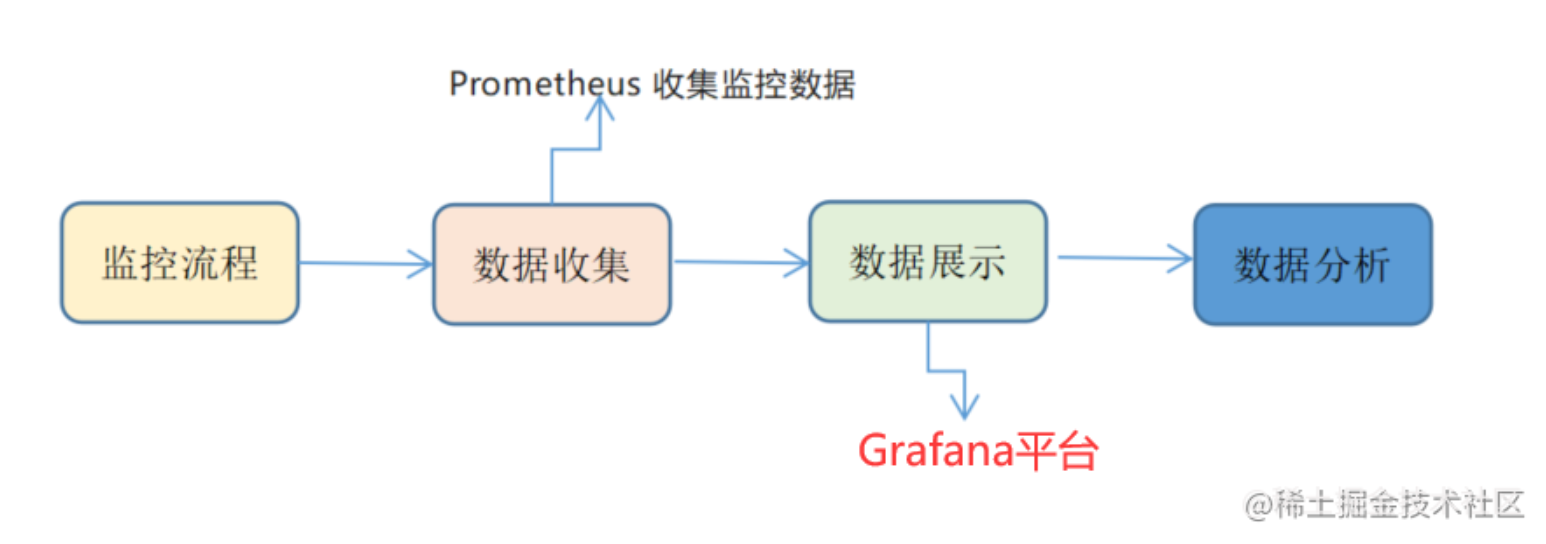 Prometheus 收集监控数据
监控流程
数据收集
数据展示
数据分析
Grafana平台
@稀土掘金技术社区